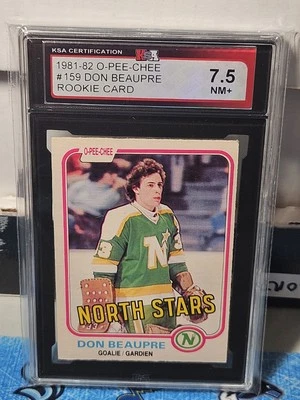 KSA CERTIFICATION
KSA
1981-82 O-PEE-CHEE
#159 DON BEAUPRE
ROOKIE CARD
7.5
NM+
O-PEE-CHEE
N
NORTH STARS
DON BEAUPRE
GOALIE / GARDIEN
N